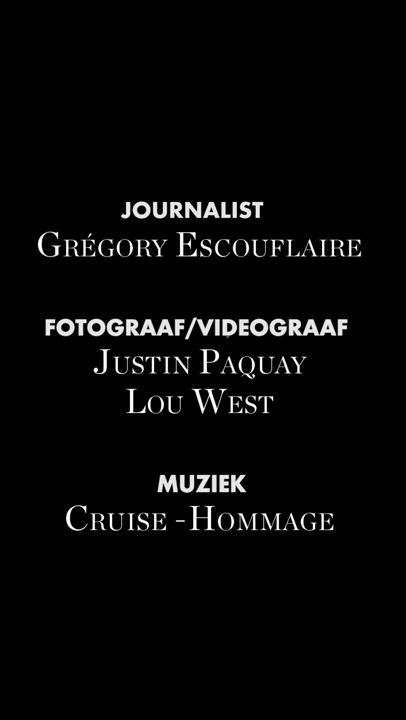 JOURNALIST
Grégory Escouflaire
FOTOGRAAF/VIDEOGRAAF
Justin Paquay
Lou West
MUZIEK
Cruise -Hommage